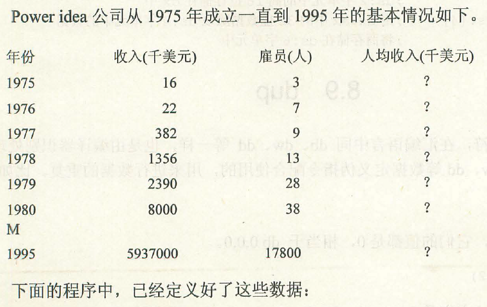 Power idea 公司从 1975 年成立一直到 1995 年的基本情况如下。
年份 收入(千美元) 雇员(人) 人均收入(千美元)
1975 16 3 ?
1976 22 7 ?
1977 382 9 ?
1978 1356 13 ?
1979 2390 28 ?
1980 8000 38 ?
M
1995 5937000 17800 ?
下面的程序中，已经定义好了这些数据：